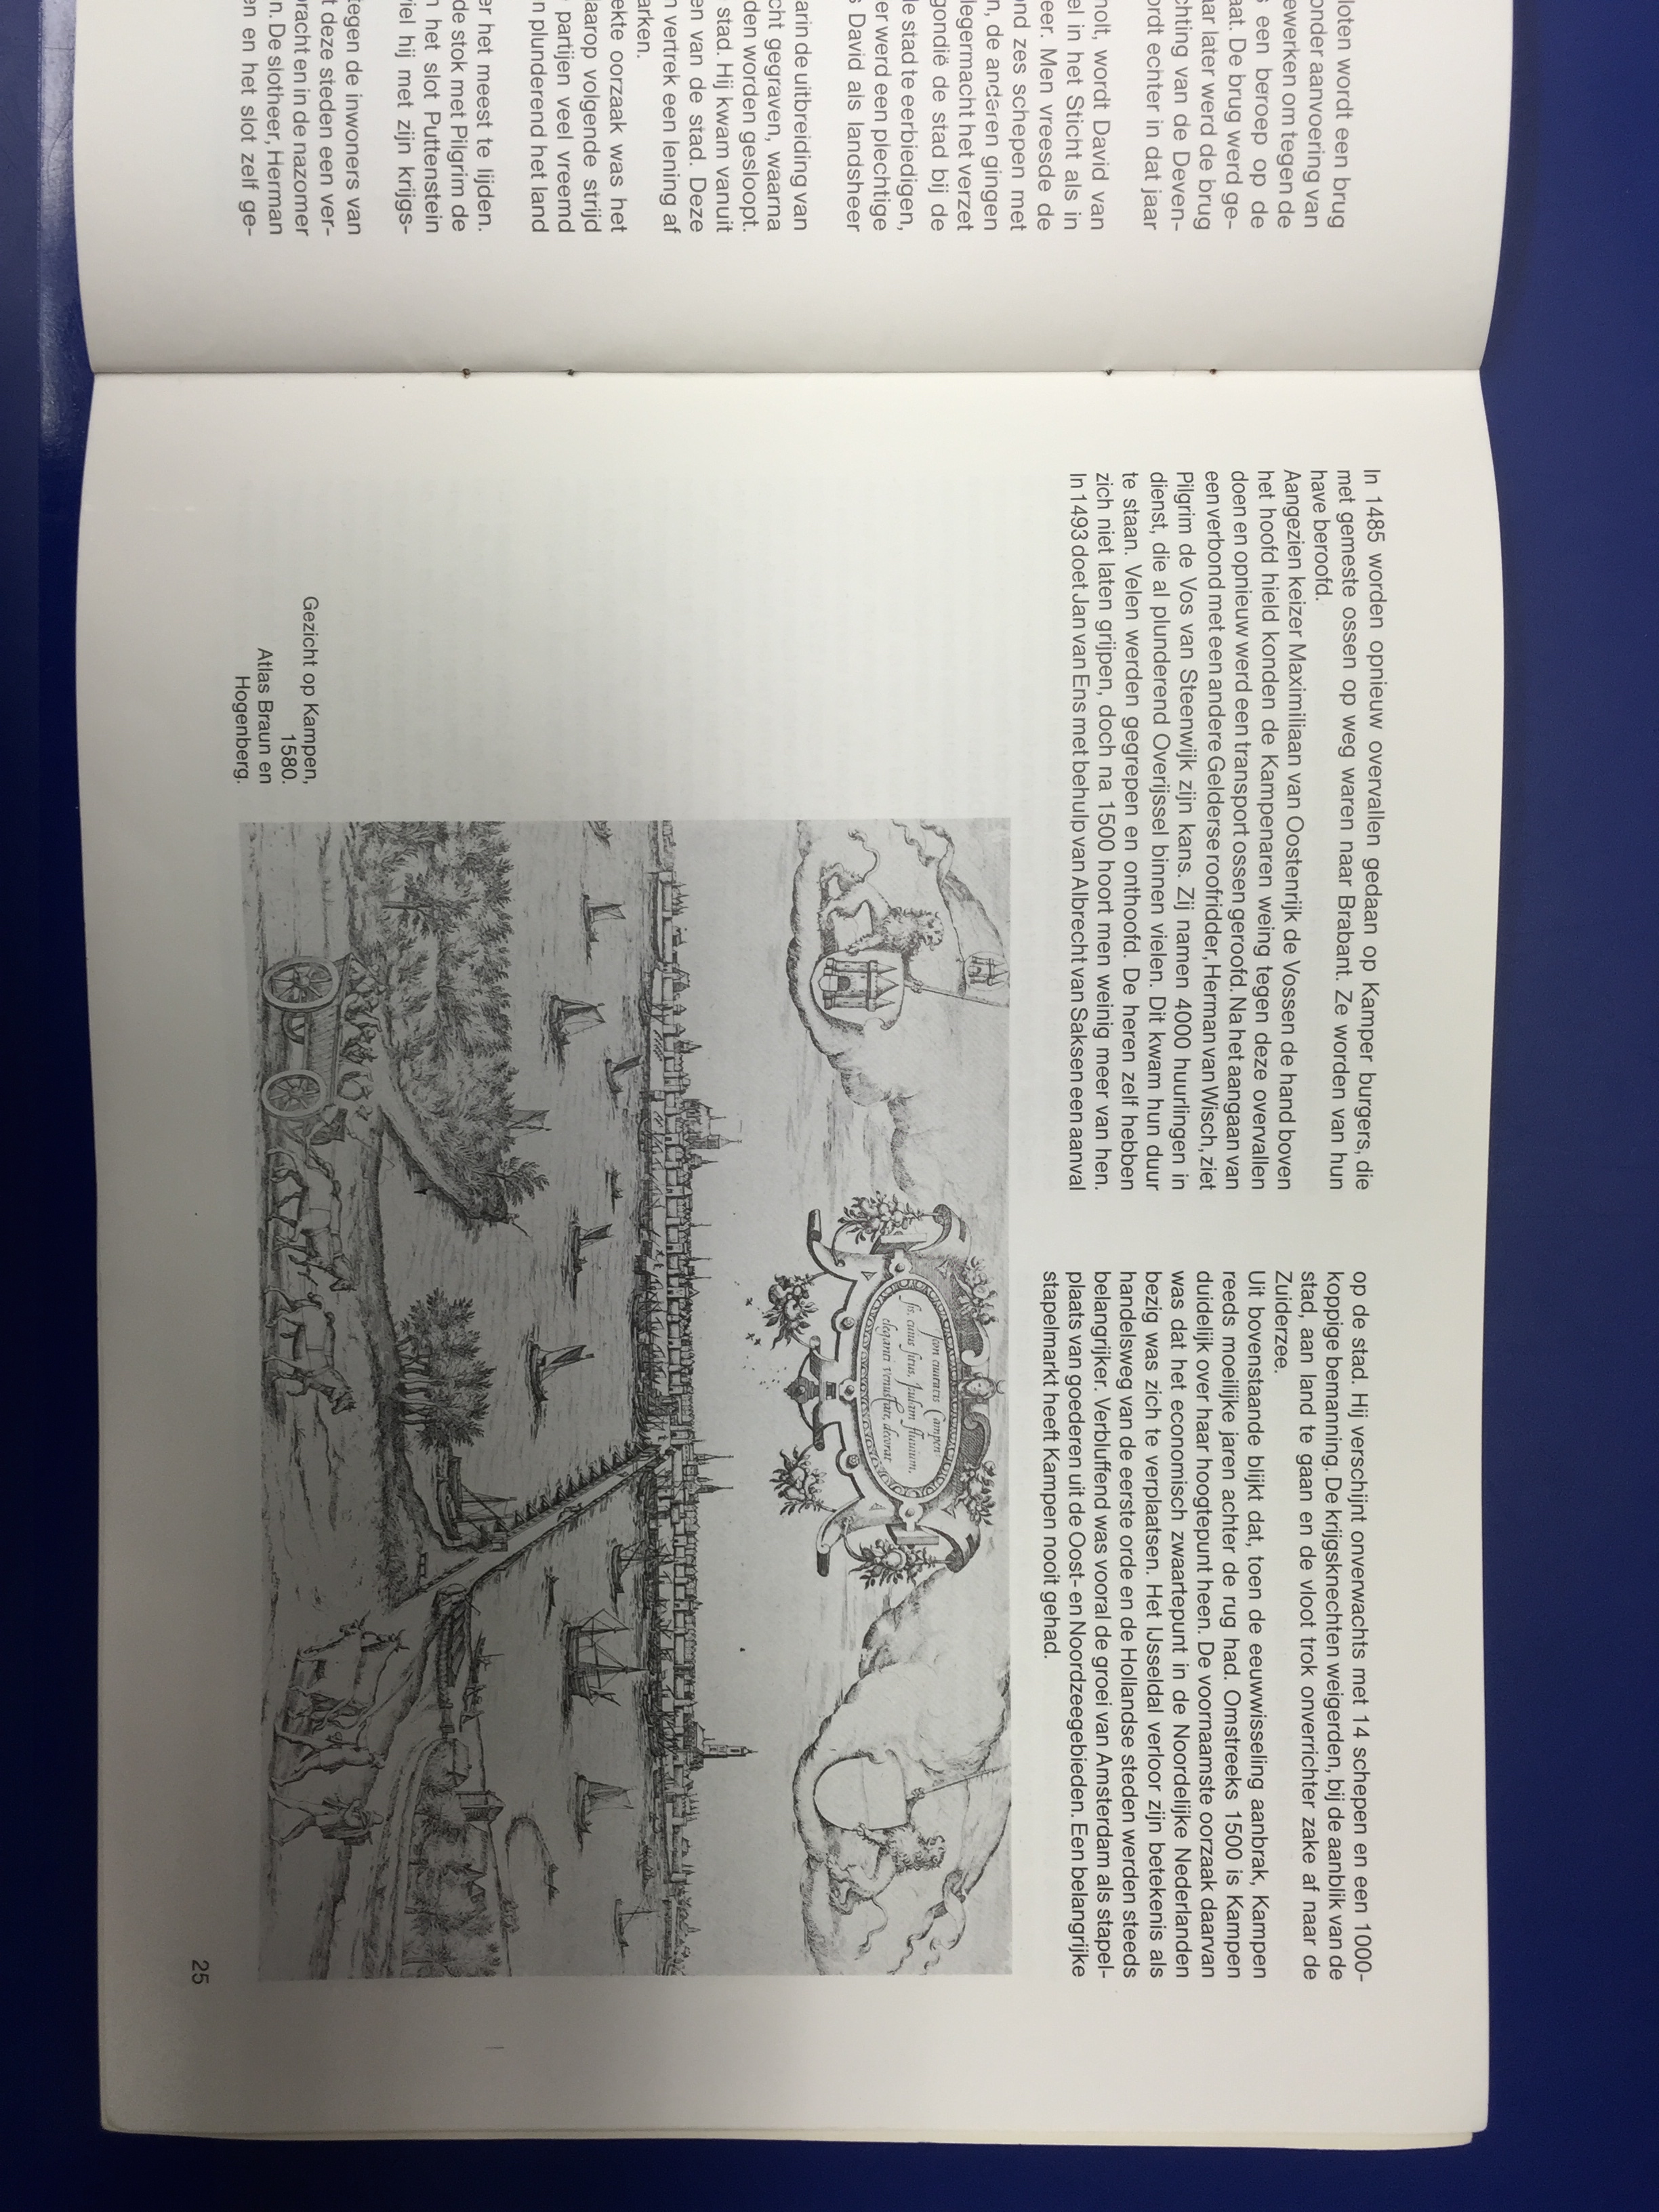 loten wordt een brug
onder aanvoering van
ewerken om tegen de
een beroep op de
aat. De brug werd ge-
aar later werd de brug
chting van de Deven-
ordt echter in dat jaar
holt, wordt David van
el in het Sticht als in
eer. Men vreesde de
ond zes schepen met
n, de anderen gingen
legermacht het verzet
gondië de stad bij de
le stad te eerbiedigen,
er werd een plechtige
s David als landsheer
arin de uitbreiding van
cht gegraven, waarna
den worden gesloopt.
stad. Hij kwam vanuit
en van de stad. Deze
n vertrek een lening af
arken.
ekte oorzaak was het
laarop volgende strijd
partijen veel vreemd
n plunderend het land
er het meest te lijden.
de stok met Pilgrim de
n het slot Puttenstein
iel hij met zijn krijgs-
tegen de inwoners van
t deze steden een ver-
bracht en in de nazomer
n. De slotheer, Herman
en en het slot zelf ge-
In 1485 worden opnieuw overvallen gedaan op Kamper burgers, die
met gemeste ossen op weg waren naar Brabant. Ze worden van hun
have beroofd.
Aangezien keizer Maximiliaan van Oostenrijk de Vossen de hand boven
het hoofd hield konden de Kampenaren weing tegen deze overvallen
doen en opnieuw werd een transport ossen geroofd. Na het aangaan van
een verbond met een andere Gelderse roofridder, Herman van Wisch, ziet
Pilgrim de Vos van Steenwijk zijn kans. Zij namen 4000 huurlingen in
dienst, die al plunderend Overijssel binnen vielen. Dit kwam hun duur
te staan. Velen werden gegrepen en onthoofd. De heren zelf hebben
zich niet laten grijpen, doch na 1500 hoort men weinig meer van hen.
In 1493 doet Jan van Ens met behulp van Albrecht van Saksen een aanval
op de stad. Hij verschijnt onverwachts met 14 schepen en een 1000-
koppige bemanning. De krijgsknechten weigerden, bij de aanblik van de
stad, aan land te gaan en de vloot trok onverrichter zake af naar de
Zuiderzee.
Uit bovenstaande blijkt dat, toen de eeuwwisseling aanbrak, Kampen
reeds moeilijke jaren achter de rug had. Omstreeks 1500 is Kampen
duidelijk over haar hoogtepunt heen. De voornaamste oorzaak daarvan
was dat het economisch zwaartepunt in de Noordelijke Nederlanden
bezig was zich te verplaatsen. Het IJsseldal verloor zijn betekenis als
handelsweg van de eerste orde en de Hollandse steden werden steeds
belangrijker. Verbluffend was vooral de groei van Amsterdam als stapel-
plaats van goederen uit de Oost- en Noordzeegebieden. Een belangrijke
stapelmarkt heeft Kampen nooit gehad.
Gezicht op Kampen,
1580.
Atlas Braun en
Hogenberg.
Campen
fluuium,
decorat
25